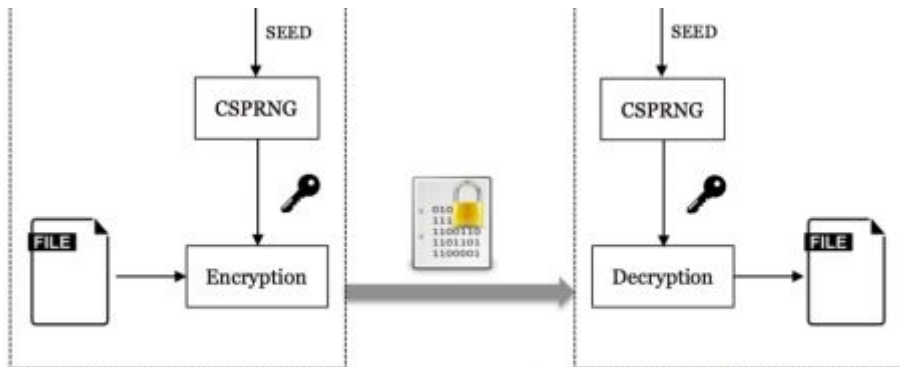 SEED
SEED
CSPRNG
CSPRNG
010
111
1100110
1101101
1100001
FILE
Encryption
Decryption
FILE